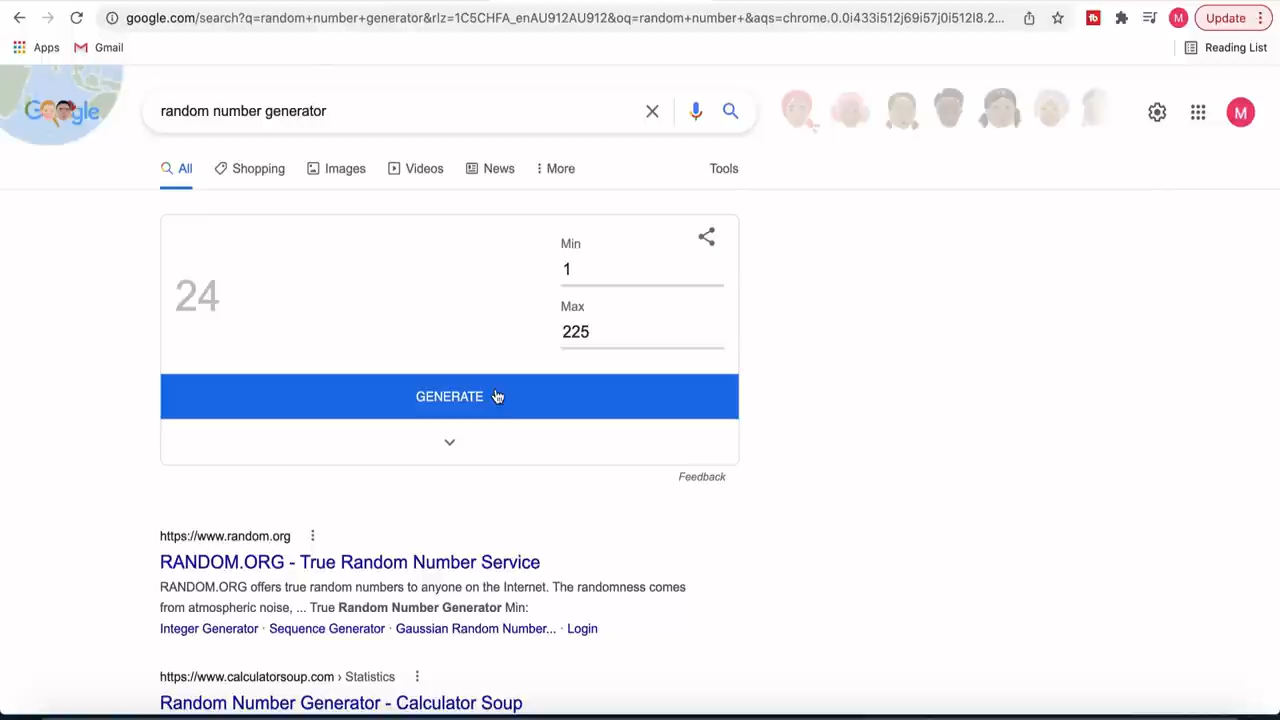 google.com/search?q=random+number+generator&rlz=1C5CHFA_enAU912AU912&oq=random+number+&aqs=chrome.0.0i433i512j69i57j0i512l8.2...
M
Update
Apps
Gmail
Reading List
Google
random number generator
M
All
Shopping
Images
Videos
News
More
Tools
24
Min
1
Max
225
GENERATE
Feedback
https://www.random.org
RANDOM.ORG - True Random Number Service
RANDOM.ORG offers true random numbers to anyone on the Internet. The randomness comes
from atmospheric noise, ... True Random Number Generator Min:
Integer Generator · Sequence Generator · Gaussian Random Number... · Login
https://www.calculatorsoup.com › Statistics
Random Number Generator - Calculator Soup